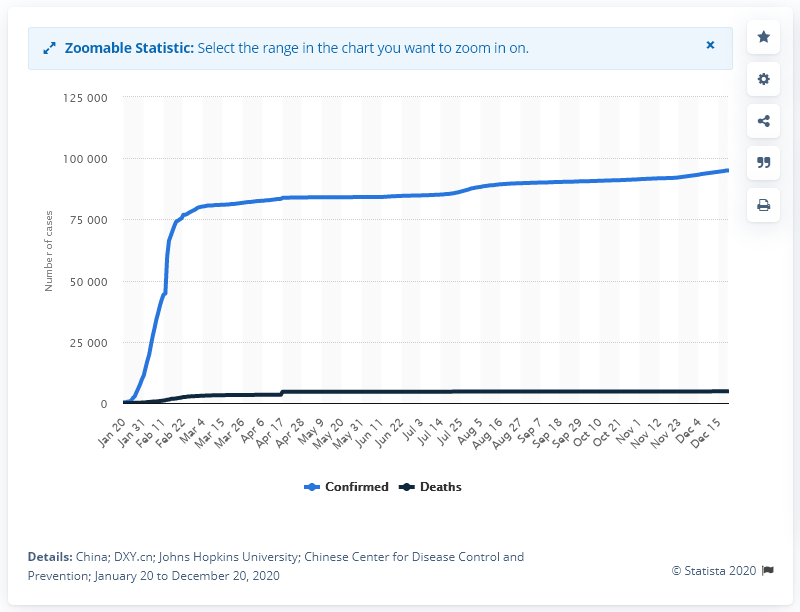 Zoomable Statistic: Select the range in the chart you want to zoom in on.
125 000
100 000
75 000
50 000
25 000
0
Number of cases
Jan 20
Jan 31
Feb 11
Feb 22
Mar 4
Mar 15
Mar 26
Apr 6
Apr 17
Apr 28
May 9
May 20
May 31
Jun 11
Jun 22
Jul 3
Jul 14
Jul 25
Aug 5
Aug 16
Aug 27
Sep 7
Sep 18
Sep 29
Oct 10
Oct 21
Nov 1
Nov 12
Nov 23
Dec 4
Dec 15
Confirmed
Deaths
Details: China; DXY.cn; Johns Hopkins University; Chinese Center for Disease Control and
Prevention; January 20 to December 20, 2020
© Statista 2020